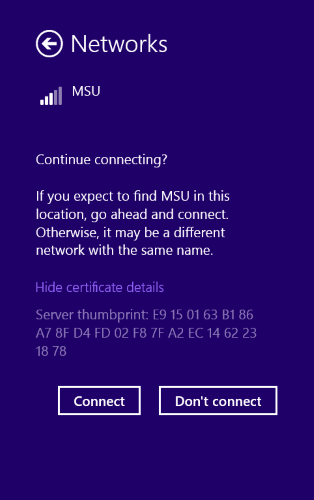 Networks
MSU
Continue connecting?
If you expect to find MSU in this
location, go ahead and connect.
Otherwise, it may be a different
network with the same name.
Hide certificate details
Server thumbprint: E9 15 01 63 B1 86
A7 8F D4 FD 02 F8 7F A2 EC 14 62 23
18 78
Connect
Don't connect